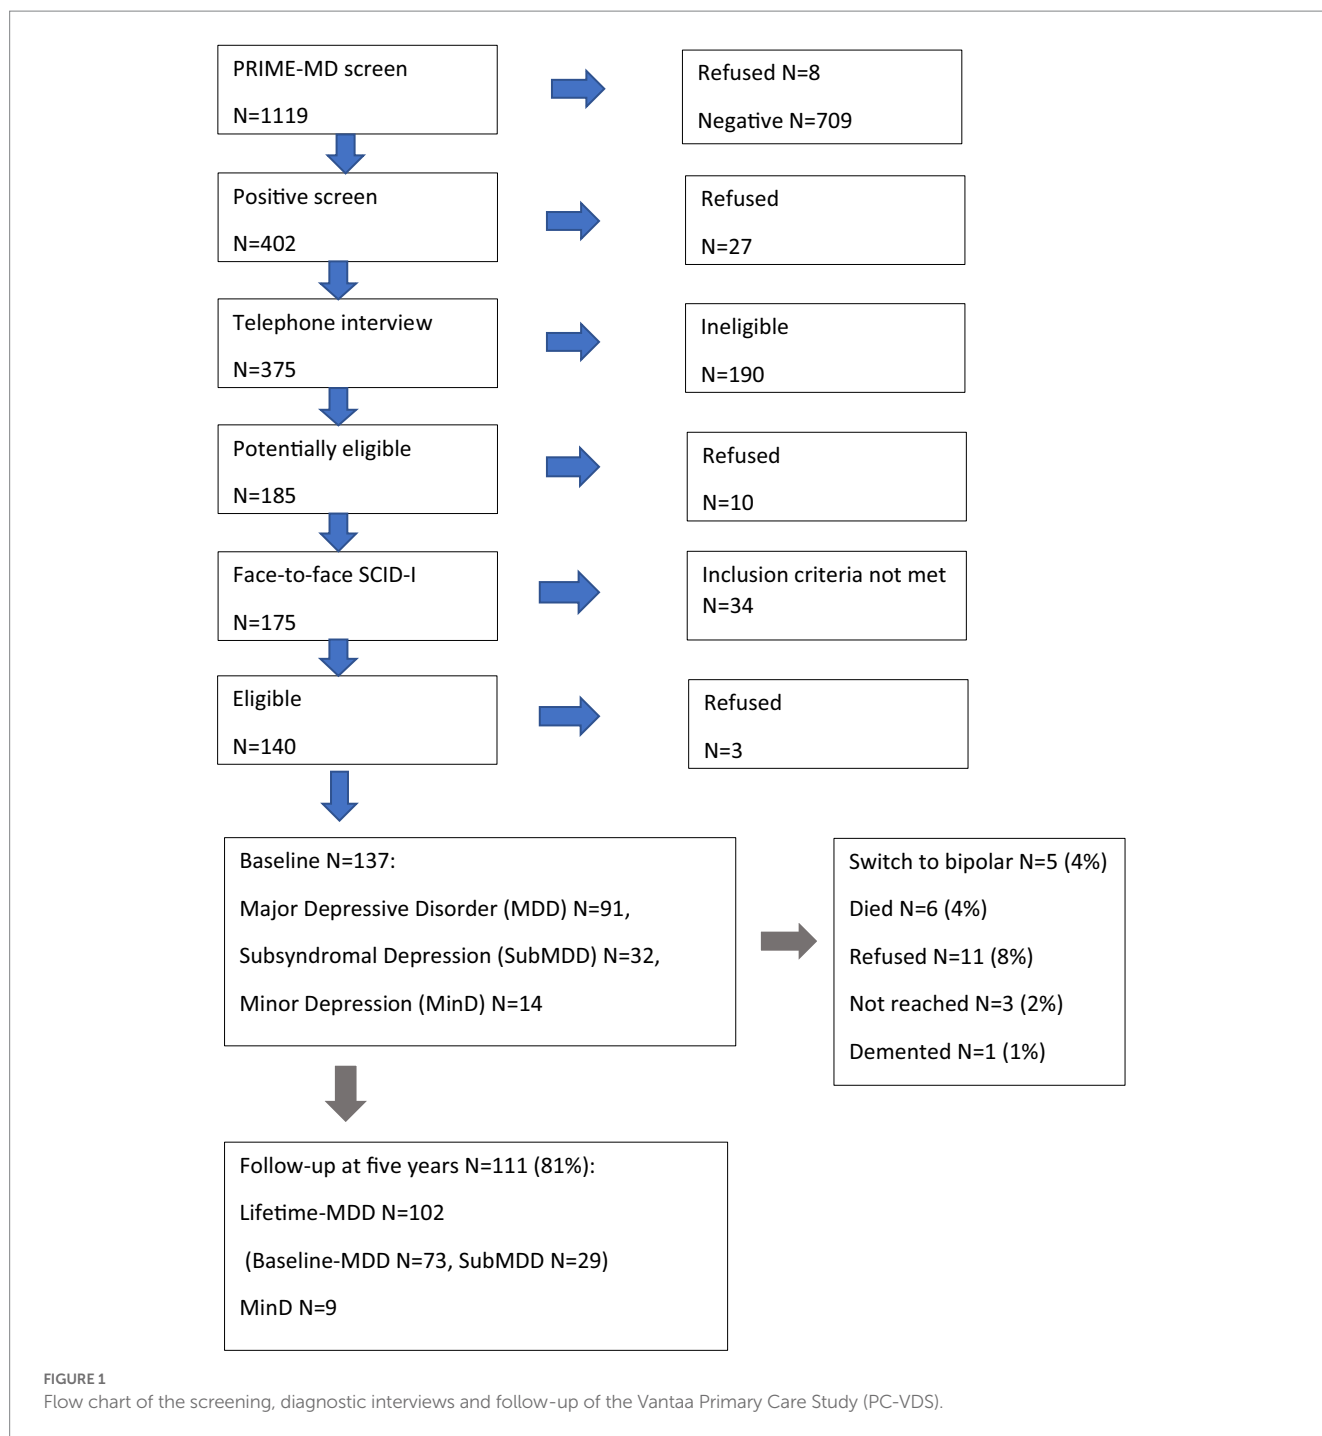 PRIME-MD screen
N=1119
Refused N=8
Negative N=709
Positive screen
N=402
Refused
N=27
Telephone interview
N=375
Ineligible
N=190
Potentially eligible
N=185
Refused
N=10
Face-to-face SCID-I
N=175
Inclusion criteria not met
N=34
Eligible
N=140
Refused
N=3
Baseline N=137:
Major Depressive Disorder (MDD) N=91,
Subsyndromal Depression (SubMDD) N=32,
Minor Depression (MinD) N=14
Switch to bipolar N=5 (4%)
Died N=6 (4%)
Refused N=11 (8%)
Not reached N=3 (2%)
Demented N=1 (1%)
Follow-up at five years N=111 (81%):
Lifetime-MDD N=102
(Baseline-MDD N=73, SubMDD N=29)
MinD N=9
FIGURE 1
Flow chart of the screening, diagnostic interviews and follow-up of the Vantaa Primary Care Study (PC-VDS).